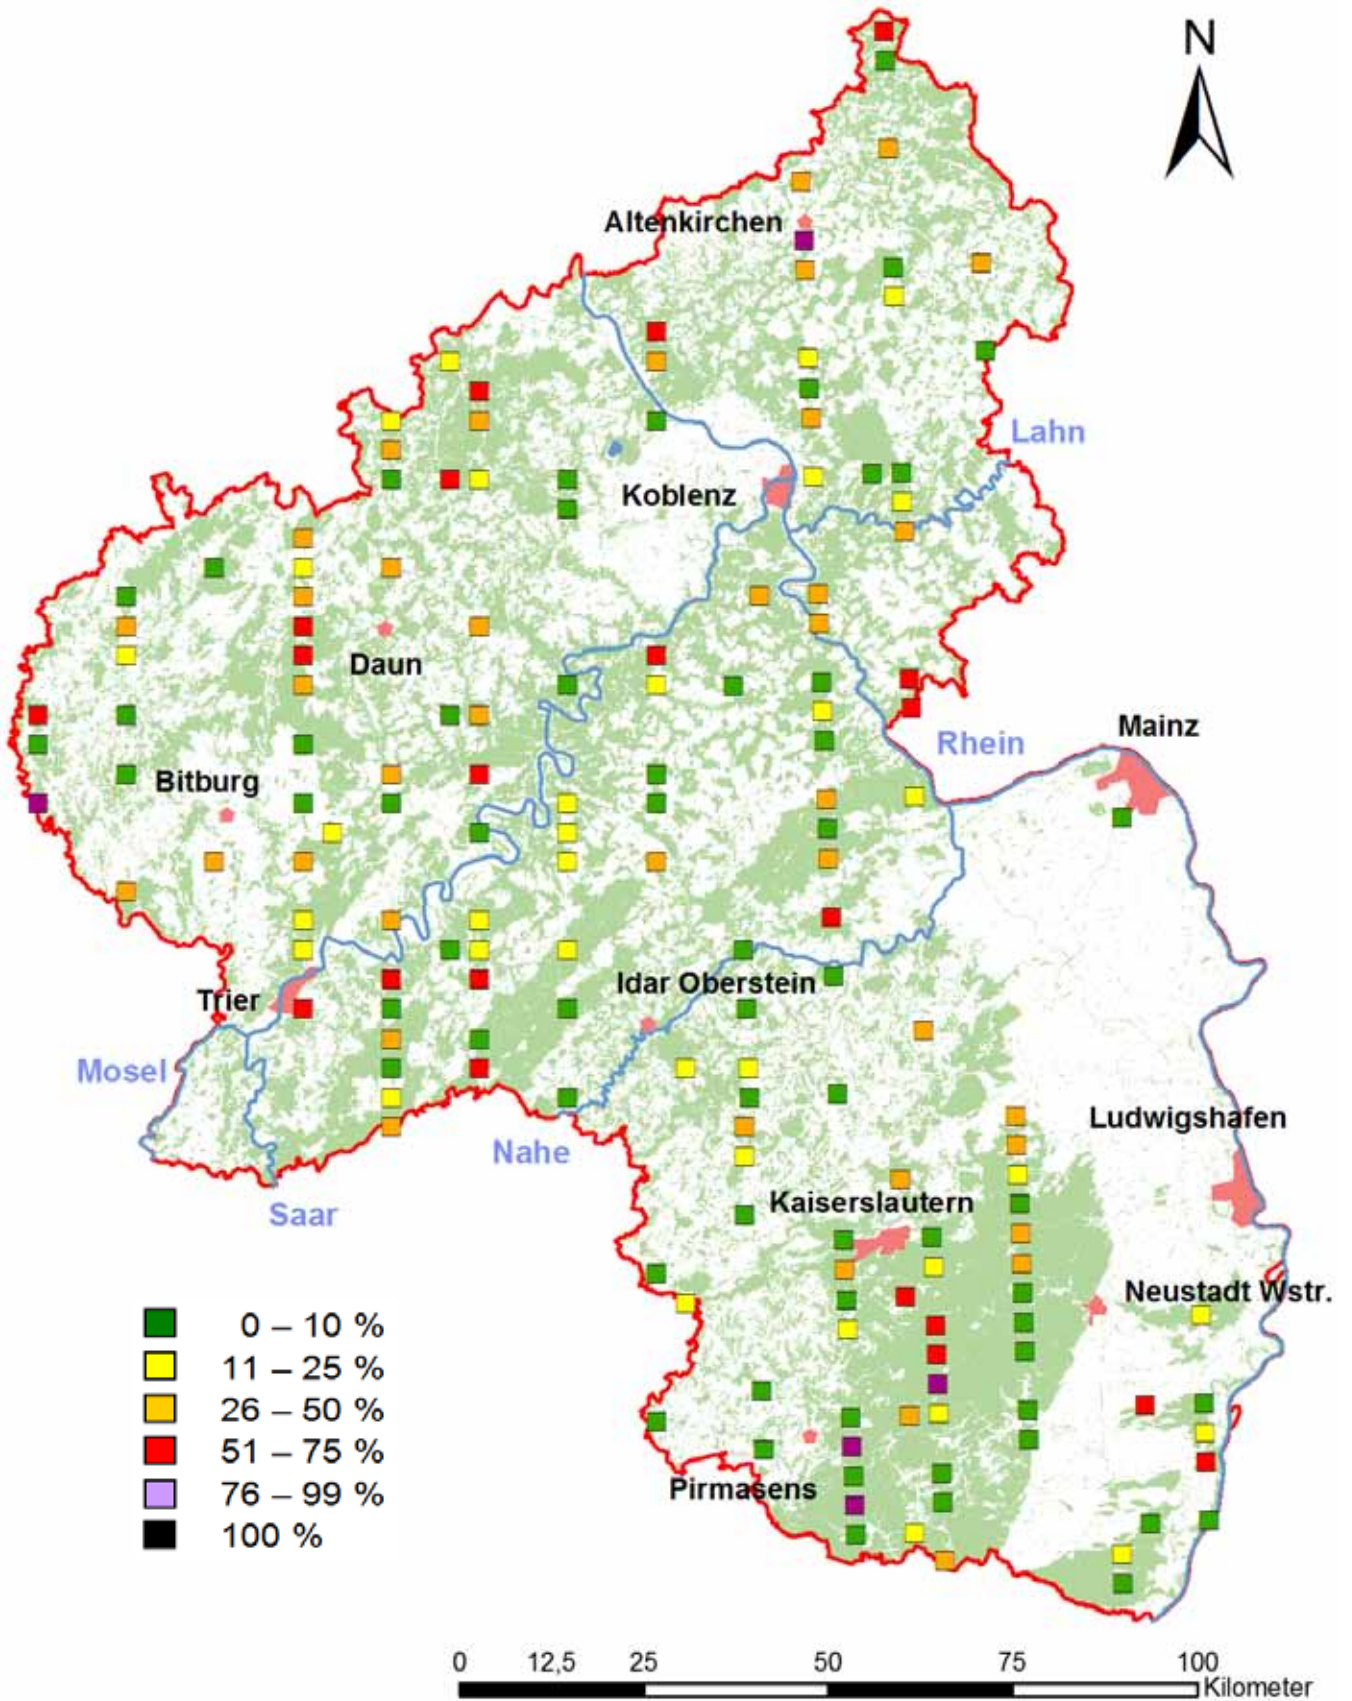 N
Altenkirchen
Lahn
Koblenz
Daun
Mainz
Rhein
Bitburg
Idar Oberstein
Trier
Mosel
Ludwigshafen
Nahe
Kaiserslautern
Saar
Neustadt Wstr.
0 – 10 %
11 – 25 %
26 – 50 %
51 – 75 %
76 – 99 %
100 %
Pirmasens
0 12,5 25 50 75 100
Kilometer